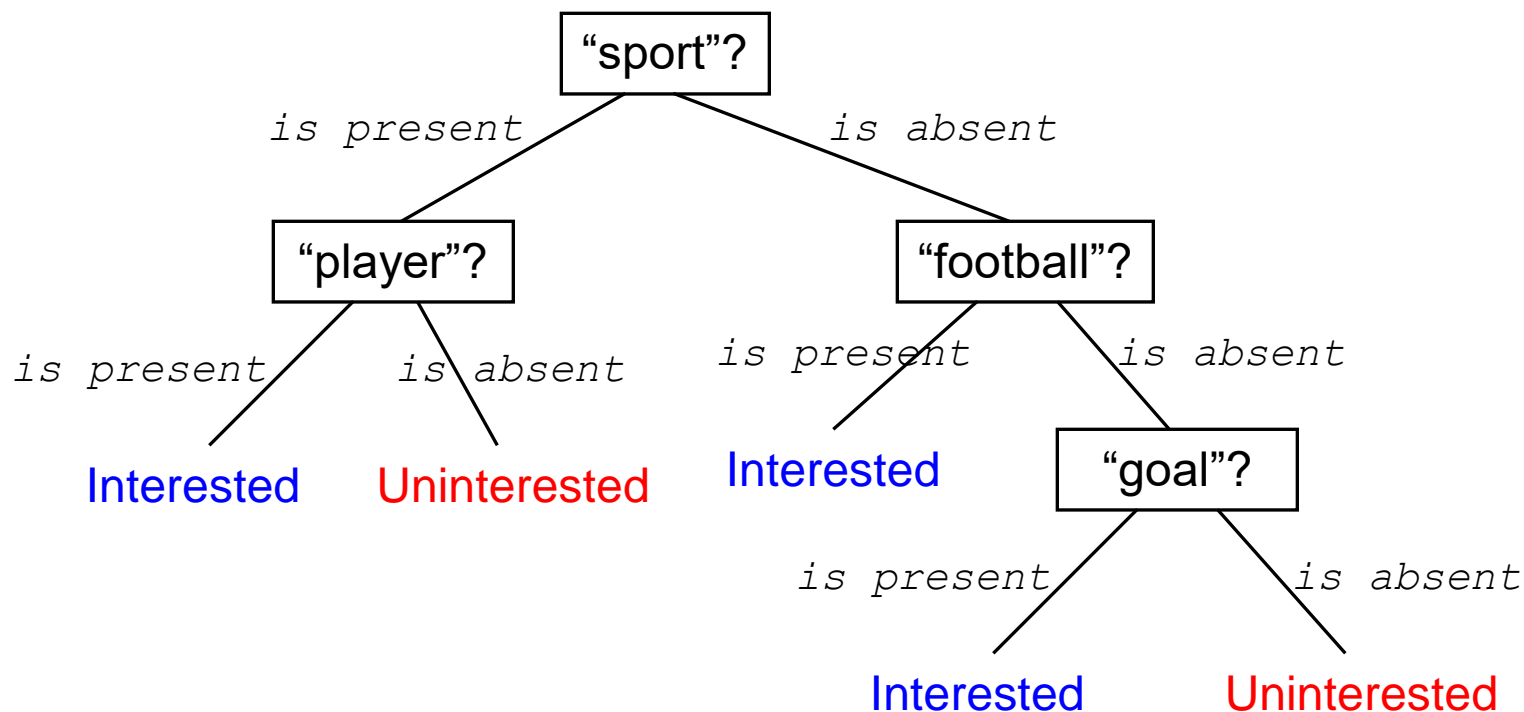 “sport”?
is present
is absent
“player”?
“football”?
is present
is absent
is present
is absent
Interested
Uninterested
Interested
“goal”?
is present
is absent
Interested
Uninterested